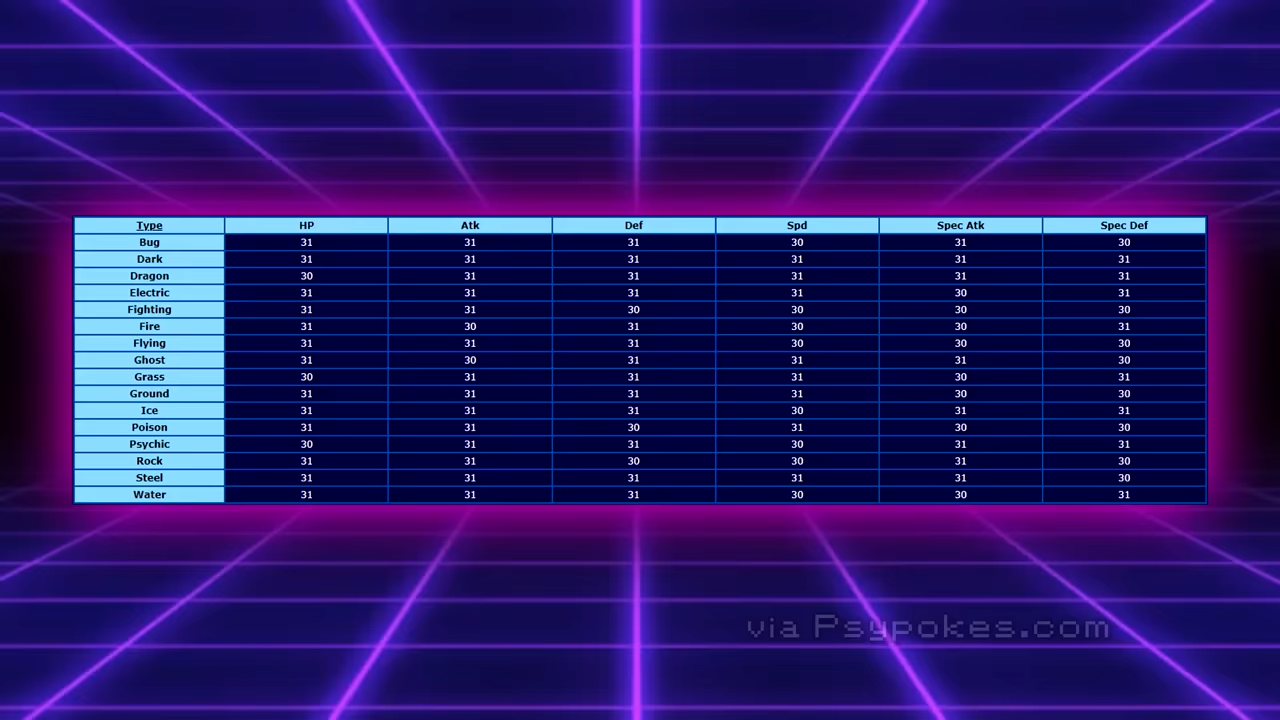 Type HP Atk Def Spd Spec Atk Spec Def
Bug 31 31 31 30 31 30
Dark 31 31 31 31 31 31
Dragon 30 31 31 31 31 31
Electric 31 31 31 31 30 31
Fighting 31 31 30 30 30 30
Fire 31 30 31 30 30 31
Flying 31 31 31 30 30 30
Ghost 31 30 31 31 31 30
Grass 30 31 31 31 30 31
Ground 31 31 31 31 30 30
Ice 31 31 31 30 31 31
Poison 31 31 30 31 30 30
Psychic 30 31 31 30 31 31
Rock 31 31 30 30 31 30
Steel 31 31 31 31 31 30
Water 31 31 31 30 30 31
via Psypokes.com